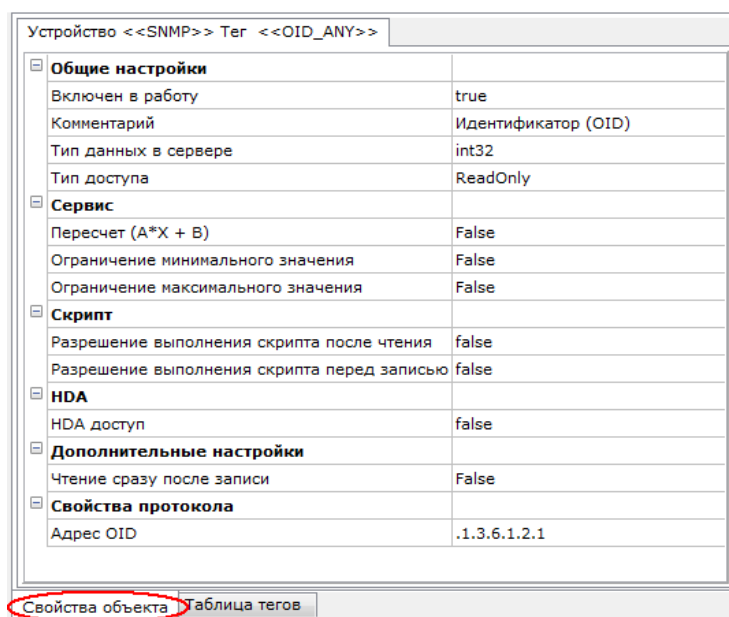 Устройство <<SNMP>> Тег <<OID_ANY>>
Общие настройки
Включен в работу true
Комментарий Идентификатор (OID)
Тип данных в сервере int32
Тип доступа ReadOnly
Сервис
Пересчет (A*X + B) False
Ограничение минимального значения False
Ограничение максимального значения False
Скрипт
Разрешение выполнения скрипта после чтения false
Разрешение выполнения скрипта перед записью false
HDA
HDA доступ false
Дополнительные настройки
Чтение сразу после записи False
Свойства протокола
Адрес OID .1.3.6.1.2.1
Свойства объекта Таблица тегов